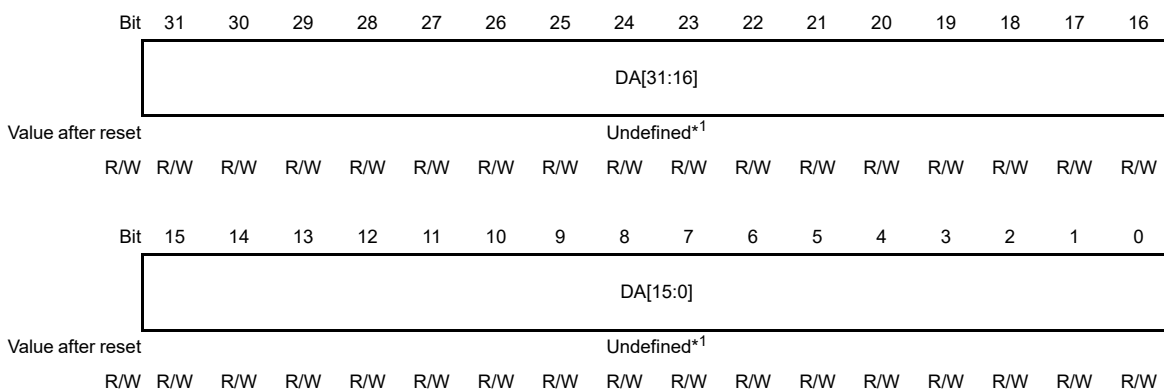 Bit 31 30 29 28 27 26 25 24 23 22 21 20 19 18 17 16
DA[31:16]
Value after reset Undefined*1
R/W R/W R/W R/W R/W R/W R/W R/W R/W R/W R/W R/W R/W R/W R/W R/W R/W
Bit 15 14 13 12 11 10 9 8 7 6 5 4 3 2 1 0
DA[15:0]
Value after reset Undefined*1
R/W R/W R/W R/W R/W R/W R/W R/W R/W R/W R/W R/W R/W R/W R/W R/W R/W